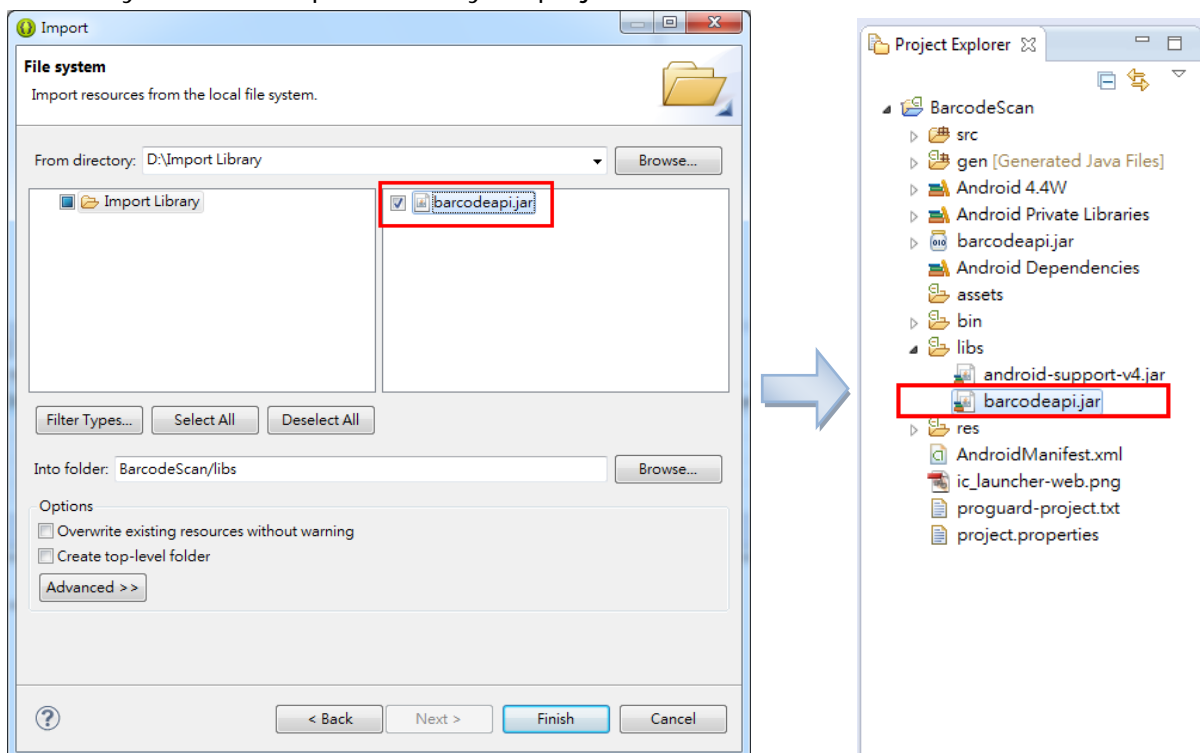 Import
File system
Import resources from the local file system.
From directory: D:\Import Library
Browse...
Import Library
barcodeapi.jar
Filter Types...
Select All
Deselect All
Into folder: BarcodeScan/libs
Browse...
Options
Overwrite existing resources without warning
Create top-level folder
Advanced >>
< Back
Next >
Finish
Cancel
Project Explorer
BarcodeScan
src
gen [Generated Java Files]
Android 4.4W
Android Private Libraries
barcodeapi.jar
Android Dependencies
assets
bin
libs
android-support-v4.jar
barcodeapi.jar
res
AndroidManifest.xml
ic_launcher-web.png
proguard-project.txt
project.properties